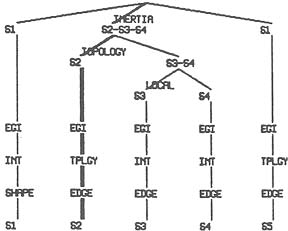 INERTIA
S1 S2-S3-S4 S1
TOPOLOGY
S2 S3-S4
LOCAL
S3 S4
EGI EGI EGI EGI EGI
INT TPLGY INT INT TPLGY
SHAPE EDGE EDGE EDGE EDGE
S1 S2 S3 S4 S5